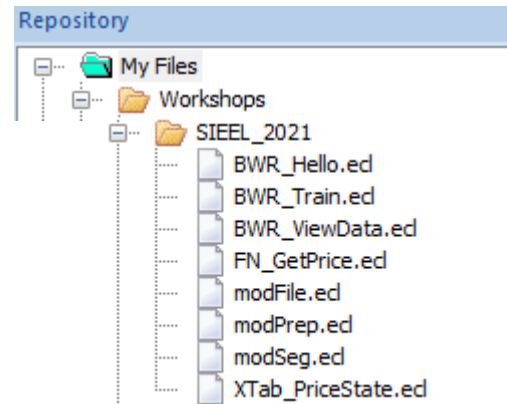 Repository
My Files
Workshops
SIEEL_2021
BWR_Hello.ecl
BWR_Train.ecl
BWR_ViewData.ecl
FN_GetPrice.ecl
modFile.ecl
modPrep.ecl
modSeg.ecl
XTab_PriceState.ecl